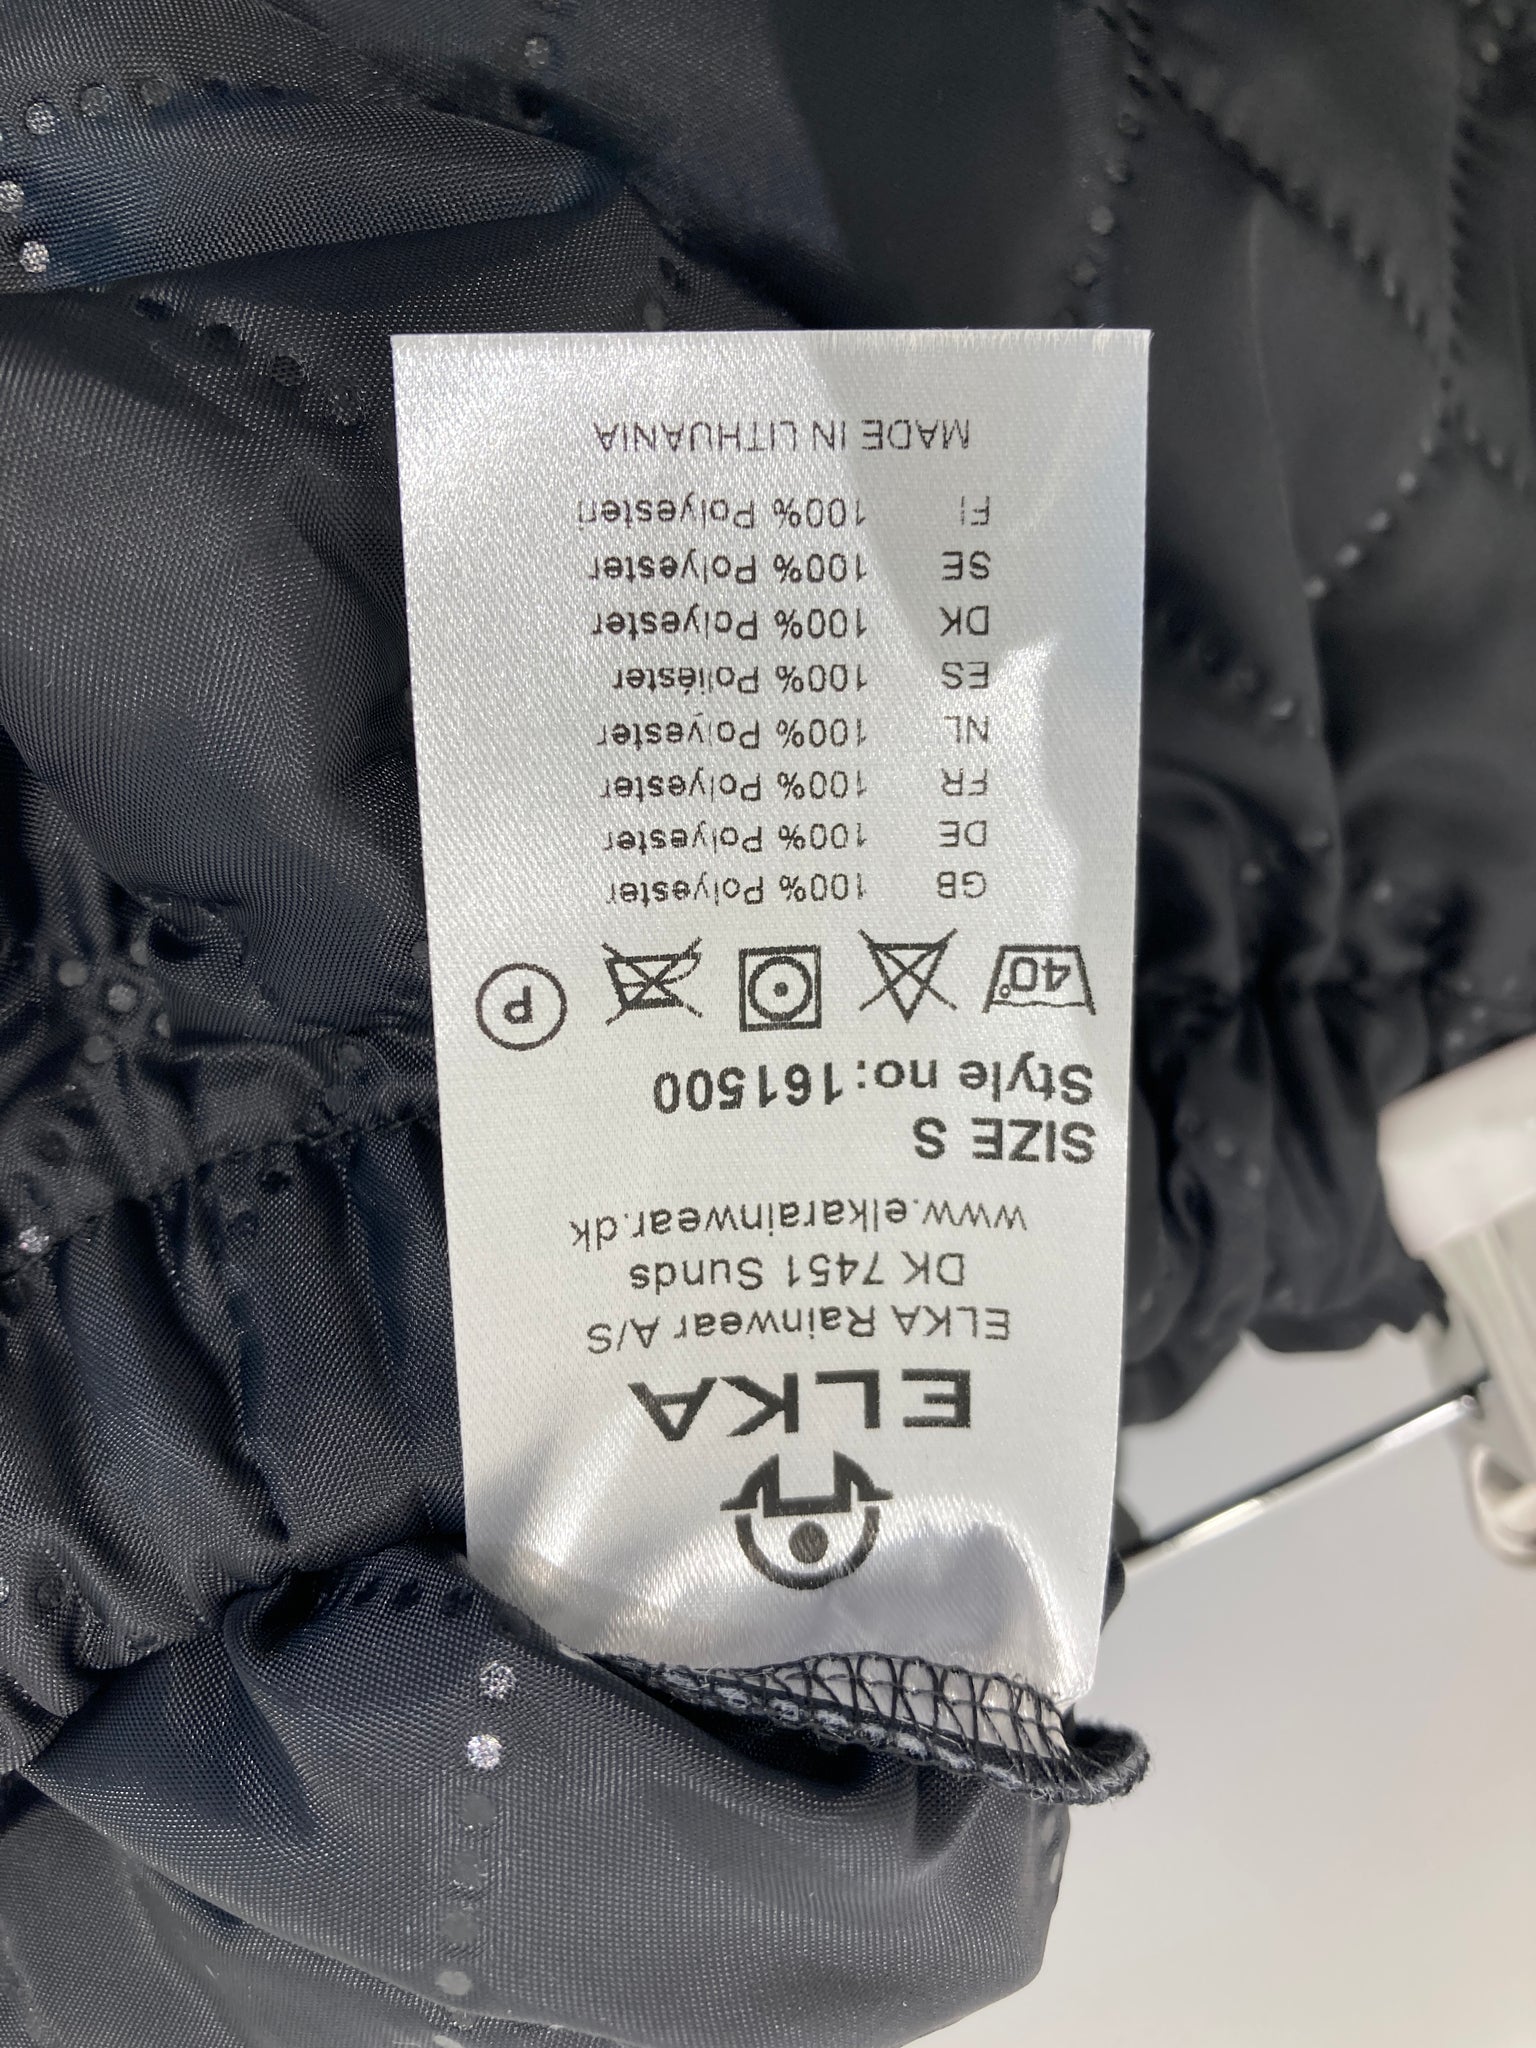 ELKA
ELKA Rainwear A/S
DK 7451 Sunds
www.elkarainwear.dk
SIZE S
Style no: 161500
40° P
GB 100% Polyester
DE 100% Polyester
FR 100% Polyester
NL 100% Polyester
ES 100% Poliéster
DK 100% Polyester
SE 100% Polyester
FI 100% Polyesteri
MADE IN LITHUANIA